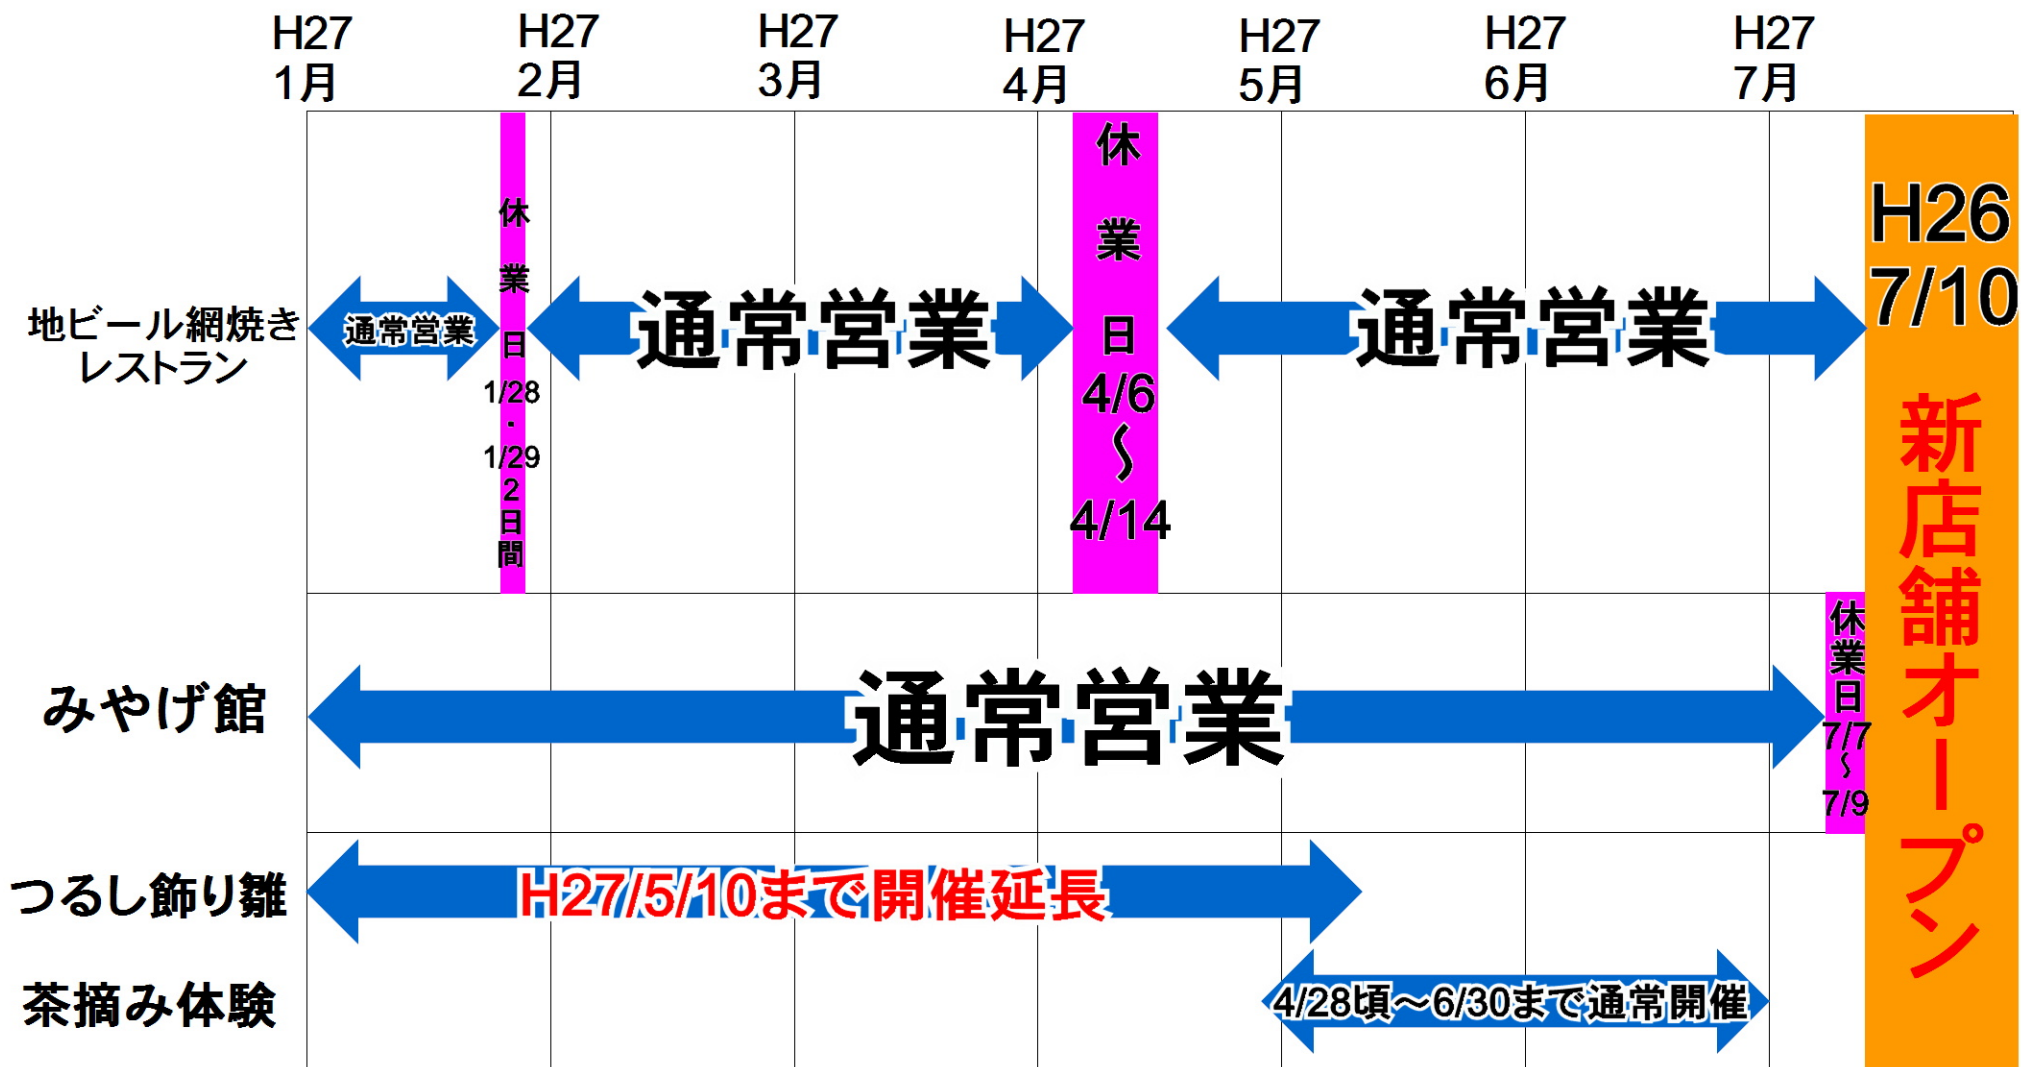 H27
1月
H27
2月
H27
3月
H27
4月
H27
5月
H27
6月
H27
7月
地ビール網焼き
レストラン
通常営業
休業日1/28・1/29 2日間
通常営業
休業日4/6〜4/14
通常営業
H26
7/10
新店舗オープン
みやげ館
通常営業
休業日7/7〜7/9
つるし飾り雛
H27/5/10まで開催延長
茶摘み体験
4/28頃〜6/30まで通常開催